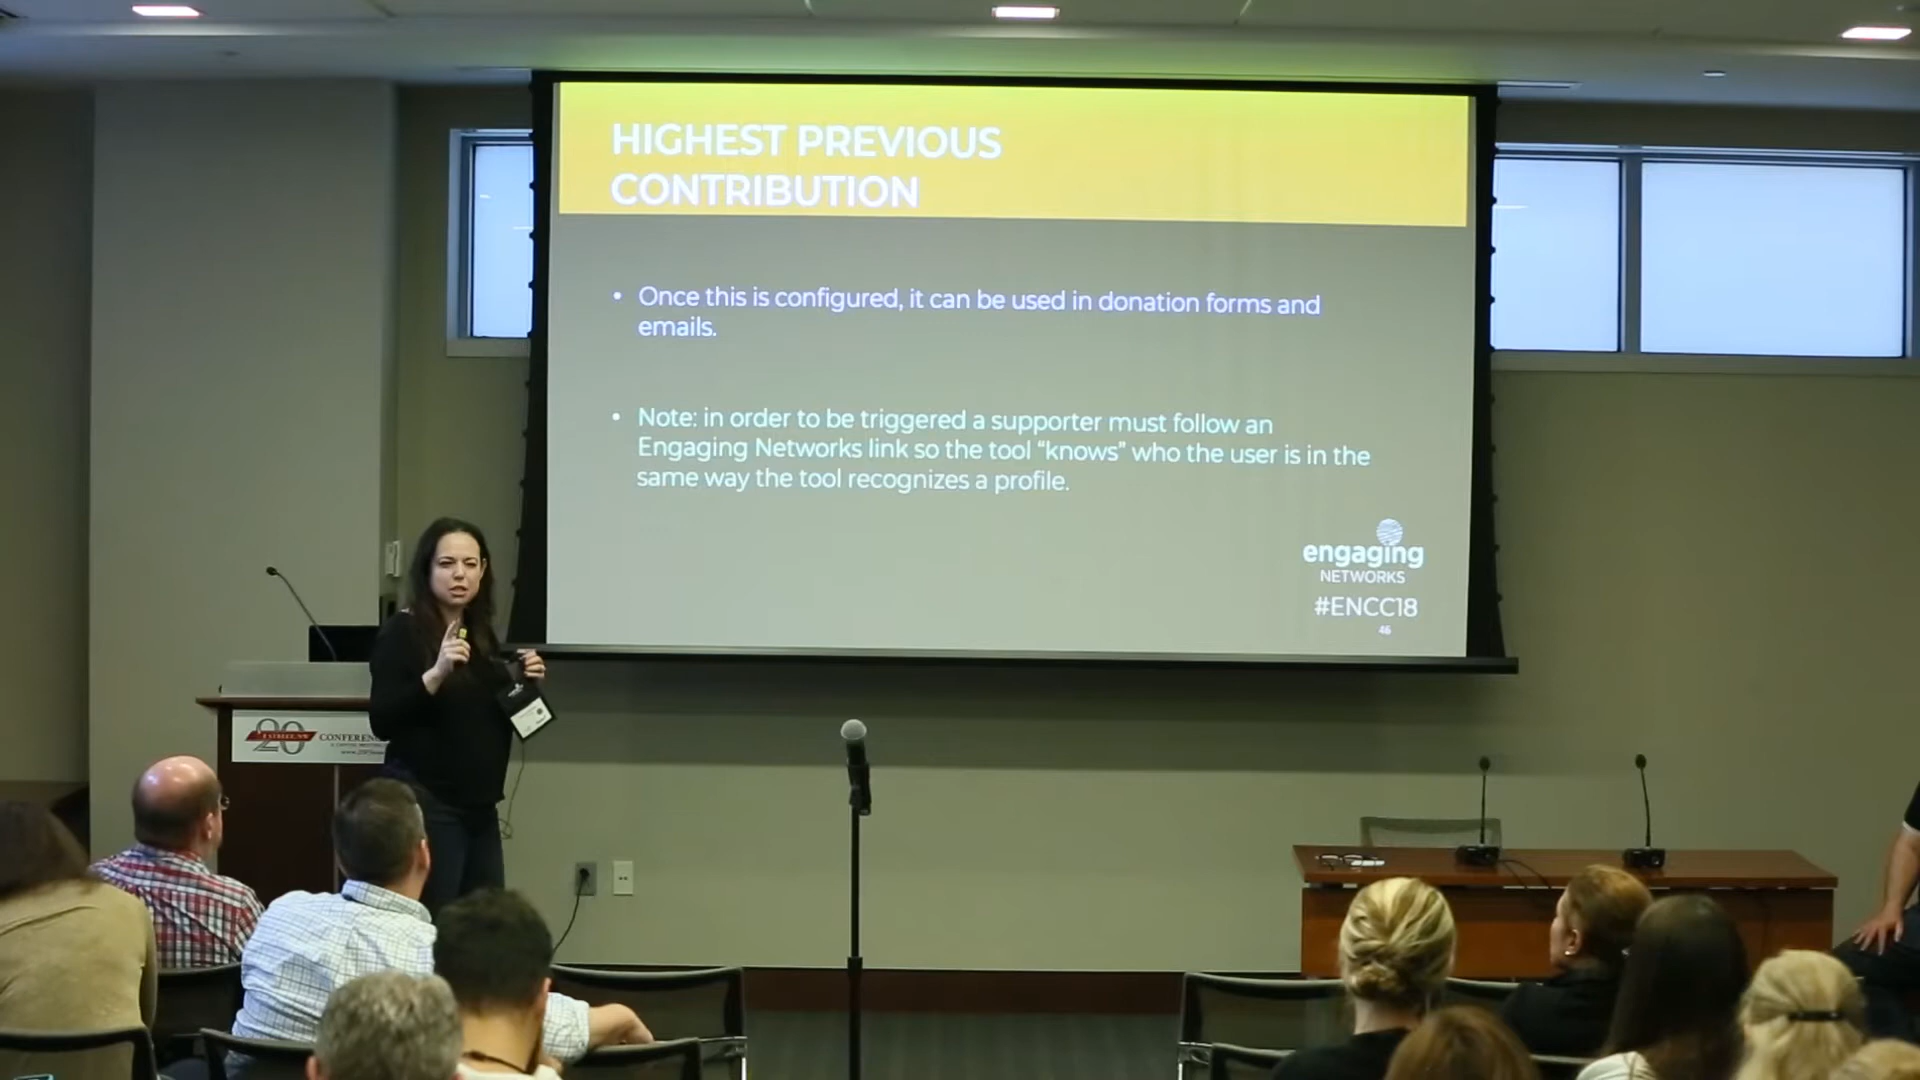 HIGHEST PREVIOUS
CONTRIBUTION
• Once this is configured, it can be used in donation forms and
emails.
• Note: in order to be triggered a supporter must follow an
Engaging Networks link so the tool “knows” who the user is in the
same way the tool recognizes a profile.
engaging
NETWORKS
#ENCC18
46
20
F STREET NW